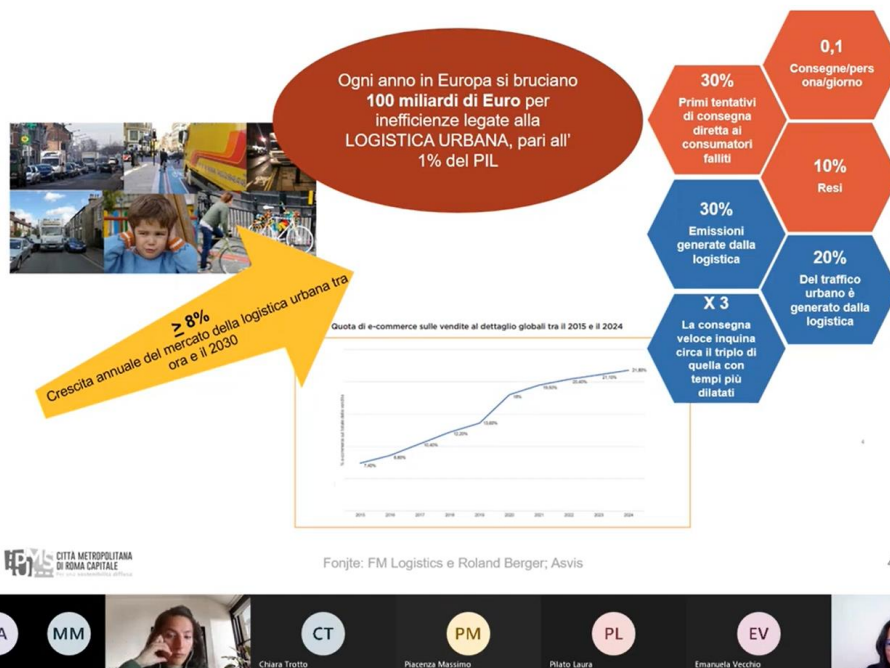 Ogni anno in Europa si bruciano
100 miliardi di Euro per
inefficienze legate alla
LOGISTICA URBANA, pari all'
1% del PIL
0,1
Consegne/pers
ona/giorno
30%
Primi tentativi
di consegna
diretta ai
consumatori
falliti
10%
Resi
30%
Emissioni
generate dalla
logistica
20%
Del traffico
urbano è
generato dalla
logistica
X 3
La consegna
veloce inquina
circa il triplo di
quella con
tempi più
dilatati
≥ 8%
Crescita annuale del mercato della logistica urbana tra
ora e il 2030
Quota di e-commerce sulle vendite al dettaglio globali tra il 2015 e il 2024
7,40%
8,60%
10,40%
12,20%
13,60%
18%
21,10%
21,80%
2015 2016 2017 2018 2019 2020 2021 2022 2023 2024
CITTÀ METROPOLITANA
DI ROMA CAPITALE
Fonjte: FM Logistics e Roland Berger; Asvis
A
MM
CT
Chiara Trotto
PM
Piacenza Massimo
PL
Pilato Laura
EV
Emanuela Vecchio